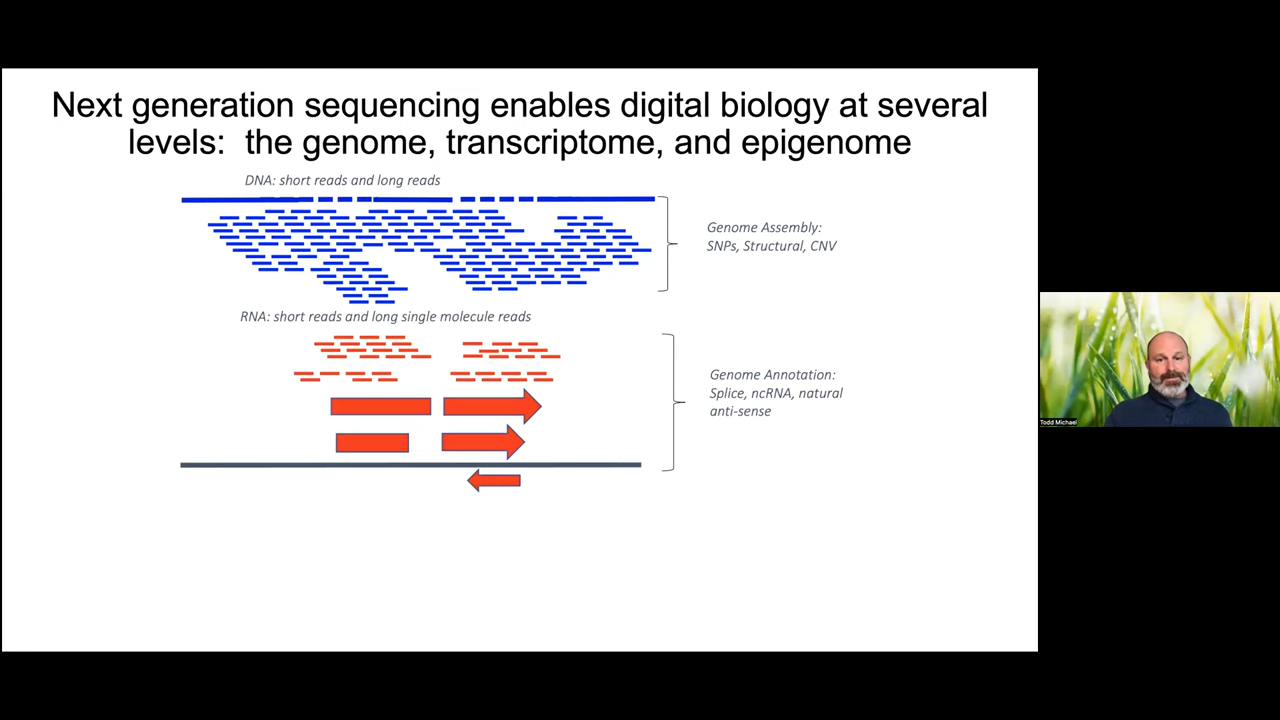 Next generation sequencing enables digital biology at several
levels:  the genome, transcriptome, and epigenome
DNA: short reads and long reads
Genome Assembly:
SNPs, Structural, CNV
RNA: short reads and long single molecule reads
Genome Annotation:
Splice, ncRNA, natural
anti-sense
Todd Michael